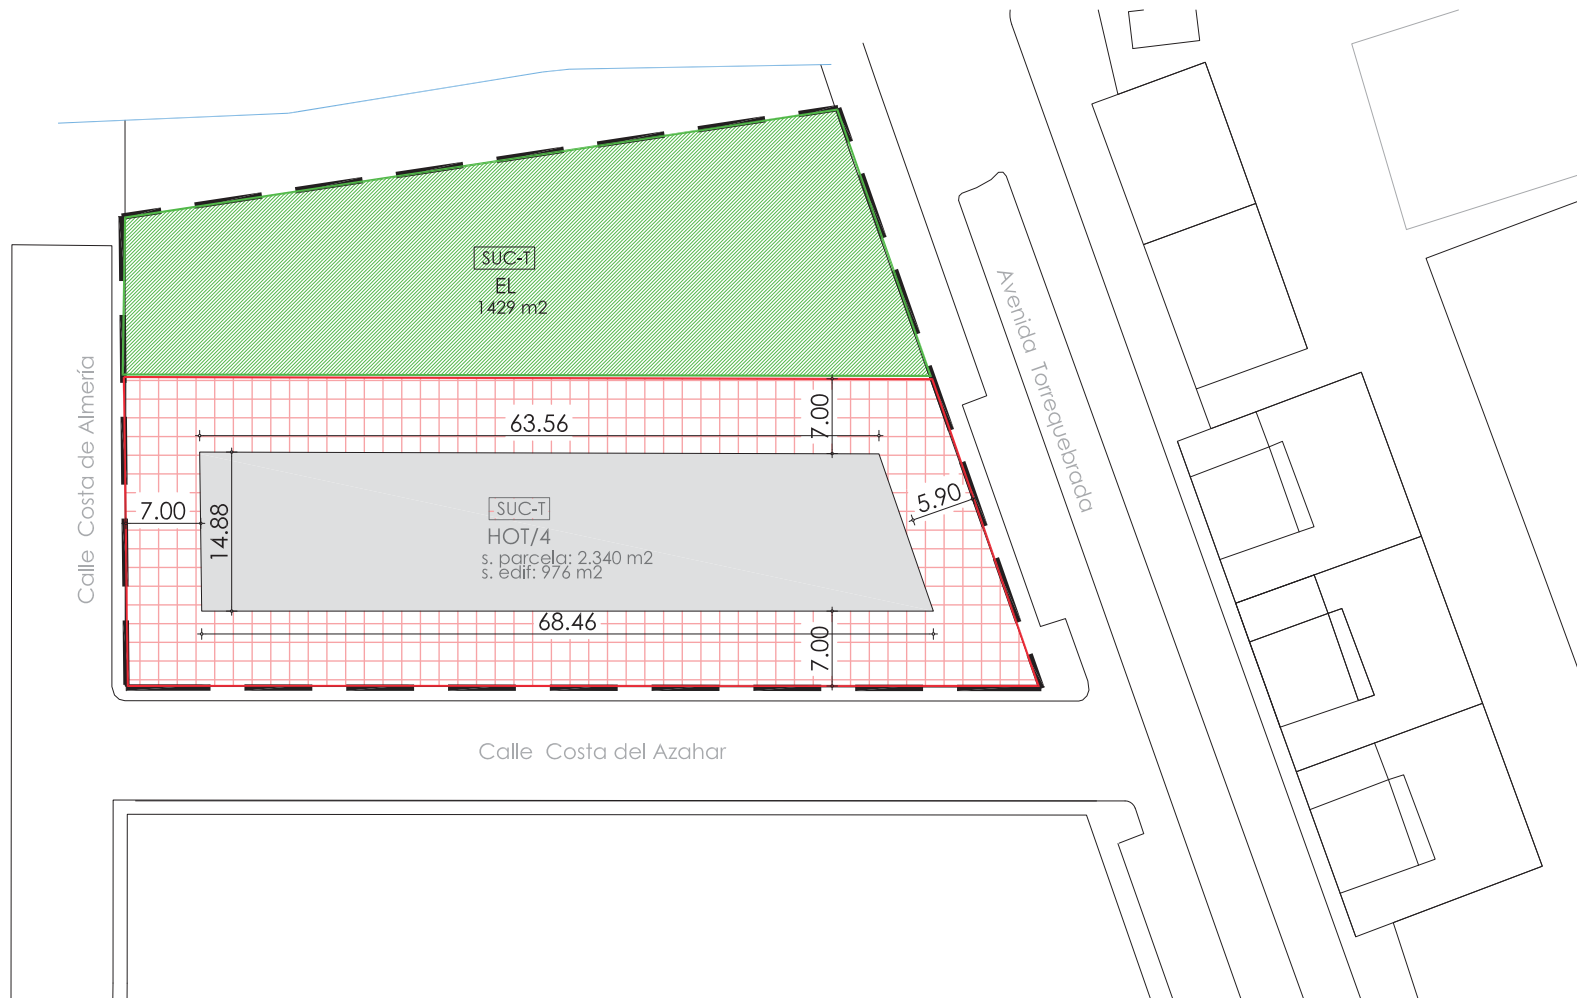 SUC-T
EL
1429 m2
Avenida Torrequebrada
Calle Costa de Almería
63.56
7.00
7.00
14.88
5.90
SUC-T
HOT/4
s. parcela: 2.340 m2
s. edif: 976 m2
68.46
7.00
Calle Costa del Azahar